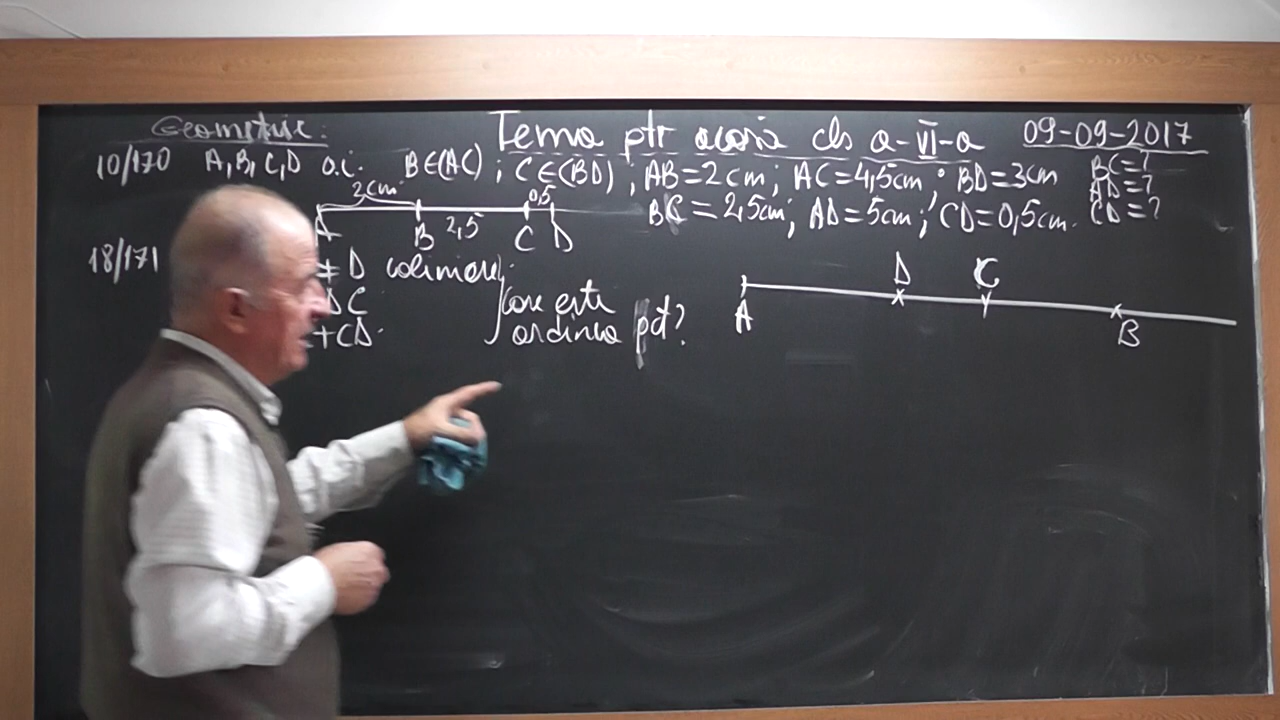 Geometrie: Tema ptr acasă cls a-VI-a 09-09-2017
10/170 A, B, C, D a.î. B∈(AC); C∈(BD); AB=2cm; AC=4,5cm; BD=3cm BC=?
AD=?
CD=?
BC=2,5cm; AD=5cm; CD=0,5cm.
2cm 0,5
A B 2,5 C D
18/171 ≠ D coliniare
DC
+CD.
care este
ordinea pct?
D C
A B